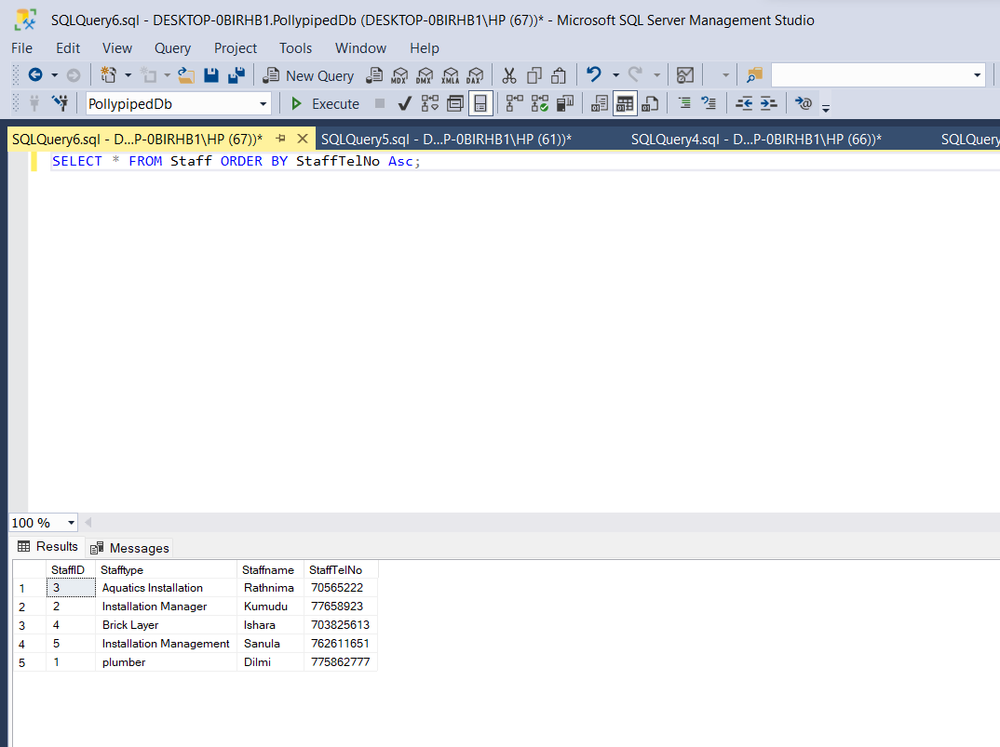 SQLQuery6.sql - DESKTOP-0BIRHB1.PollypipedDb (DESKTOP-0BIRHB1\HP (67))* - Microsoft SQL Server Management Studio
File Edit View Query Project Tools Window Help
New Query MDX DMX XMLA DAX
PollypipedDb Execute
SQLQuery6.sql - D...P-0BIRHB1\HP (67))* SQLQuery5.sql - D...P-0BIRHB1\HP (61))* SQLQuery4.sql - D...P-0BIRHB1\HP (66))* SQLQuery
SELECT * FROM Staff ORDER BY StaffTelNo Asc;
100 %
Results Messages
StaffID Stafftype Staffname StaffTelNo
1 3 Aquatics Installation Rathnima 70565222
2 2 Installation Manager Kumudu 77658923
3 4 Brick Layer Ishara 703825613
4 5 Installation Management Sanula 762611651
5 1 plumber Dilmi 775862777